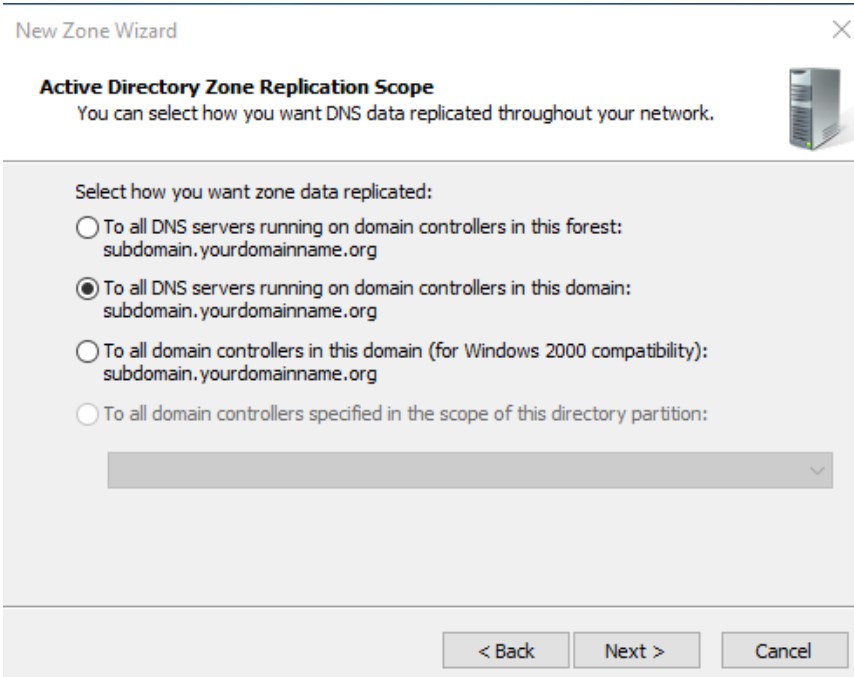 New Zone Wizard
Active Directory Zone Replication Scope
You can select how you want DNS data replicated throughout your network.
Select how you want zone data replicated:
To all DNS servers running on domain controllers in this forest:
subdomain.yourdomainname.org
To all DNS servers running on domain controllers in this domain:
subdomain.yourdomainname.org
To all domain controllers in this domain (for Windows 2000 compatibility):
subdomain.yourdomainname.org
To all domain controllers specified in the scope of this directory partition:
< Back Next > Cancel